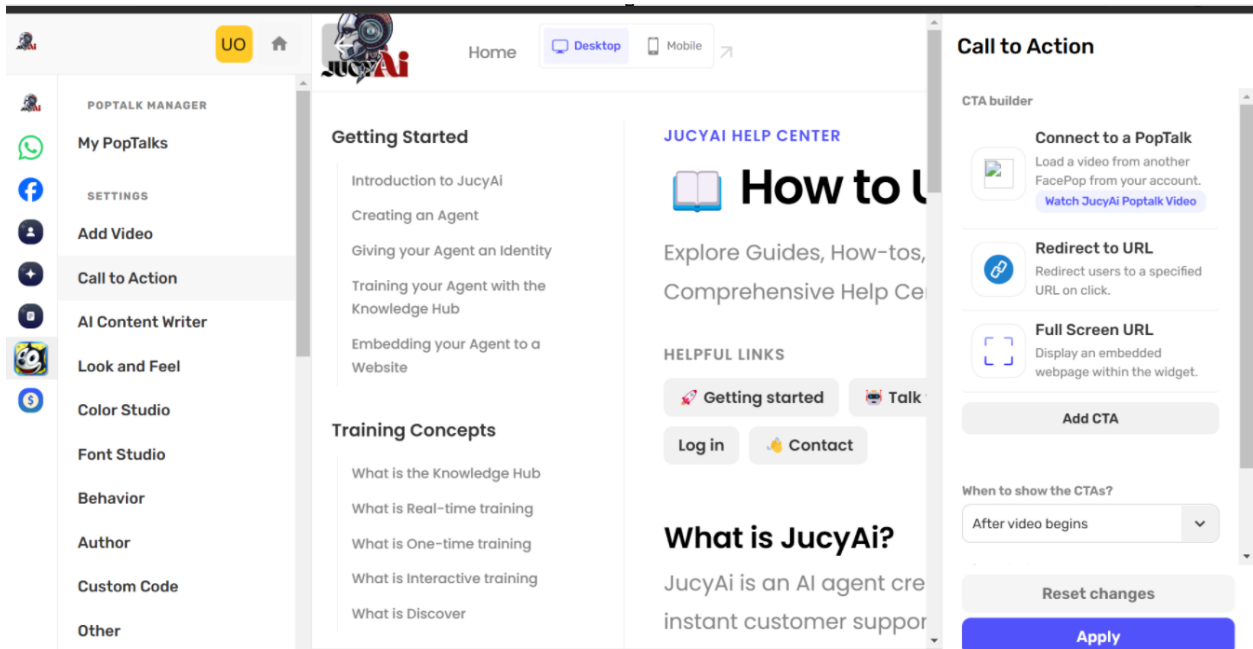 UO
POPTALK MANAGER
My PopTalks
SETTINGS
Add Video
Call to Action
AI Content Writer
Look and Feel
Color Studio
Font Studio
Behavior
Author
Custom Code
Other
JUCYAi
Home
Desktop
Mobile
Getting Started
Introduction to JucyAi
Creating an Agent
Giving your Agent an Identity
Training your Agent with the
Knowledge Hub
Embedding your Agent to a
Website
Training Concepts
What is the Knowledge Hub
What is Real-time training
What is One-time training
What is Interactive training
What is Discover
JUCYAI HELP CENTER
How to
Explore Guides, How-tos,
Comprehensive Help Ce
HELPFUL LINKS
Getting started
Talk
Log in
Contact
What is JucyAi?
JucyAi is an AI agent cre
instant customer suppor
Call to Action
CTA builder
Connect to a PopTalk
Load a video from another
FacePop from your account.
Watch JucyAi Poptalk Video
Redirect to URL
Redirect users to a specified
URL on click.
Full Screen URL
Display an embedded
webpage within the widget.
Add CTA
When to show the CTAs?
After video begins
Reset changes
Apply